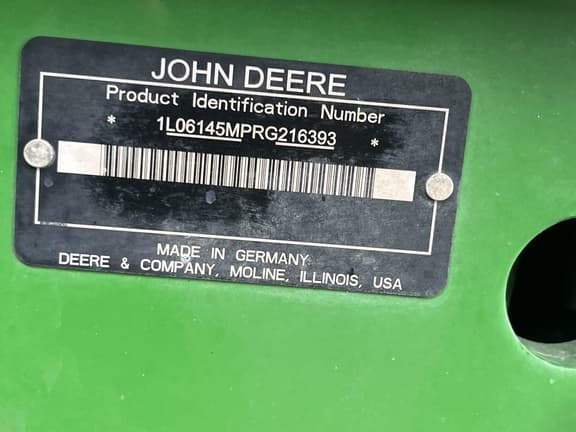 JOHN DEERE
Product Identification Number
* 1L06145MPRG216393 *
MADE IN GERMANY
DEERE & COMPANY, MOLINE, ILLINOIS, USA